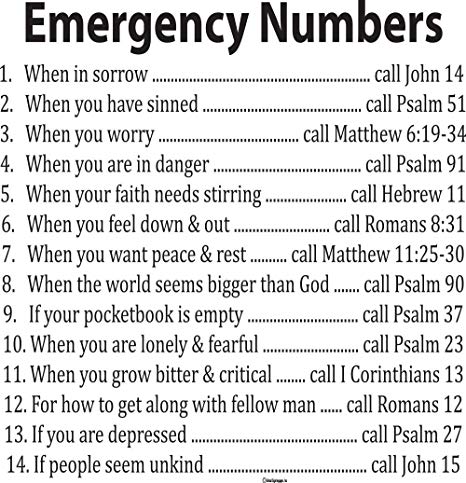 Emergency Numbers
1. When in sorrow ........................................................... call John 14
2. When you have sinned ........................................... call Psalm 51
3. When you worry ...................................... call Matthew 6:19-34
4. When you are in danger ........................................ call Psalm 91
5. When your faith needs stirring ...................... call Hebrew 11
6. When you feel down & out .......................... call Romans 8:31
7. When you want peace & rest .......... call Matthew 11:25-30
8. When the world seems bigger than God ....... call Psalm 90
9. If your pocketbook is empty .............................. call Psalm 37
10. When you are lonely & fearful .......................... call Psalm 23
11. When you grow bitter & critical ........ call I Corinthians 13
12. For how to get along with fellow man ...... call Romans 12
13. If you are depressed ............................................. call Psalm 27
14. If people seem unkind ........................................... call John 15